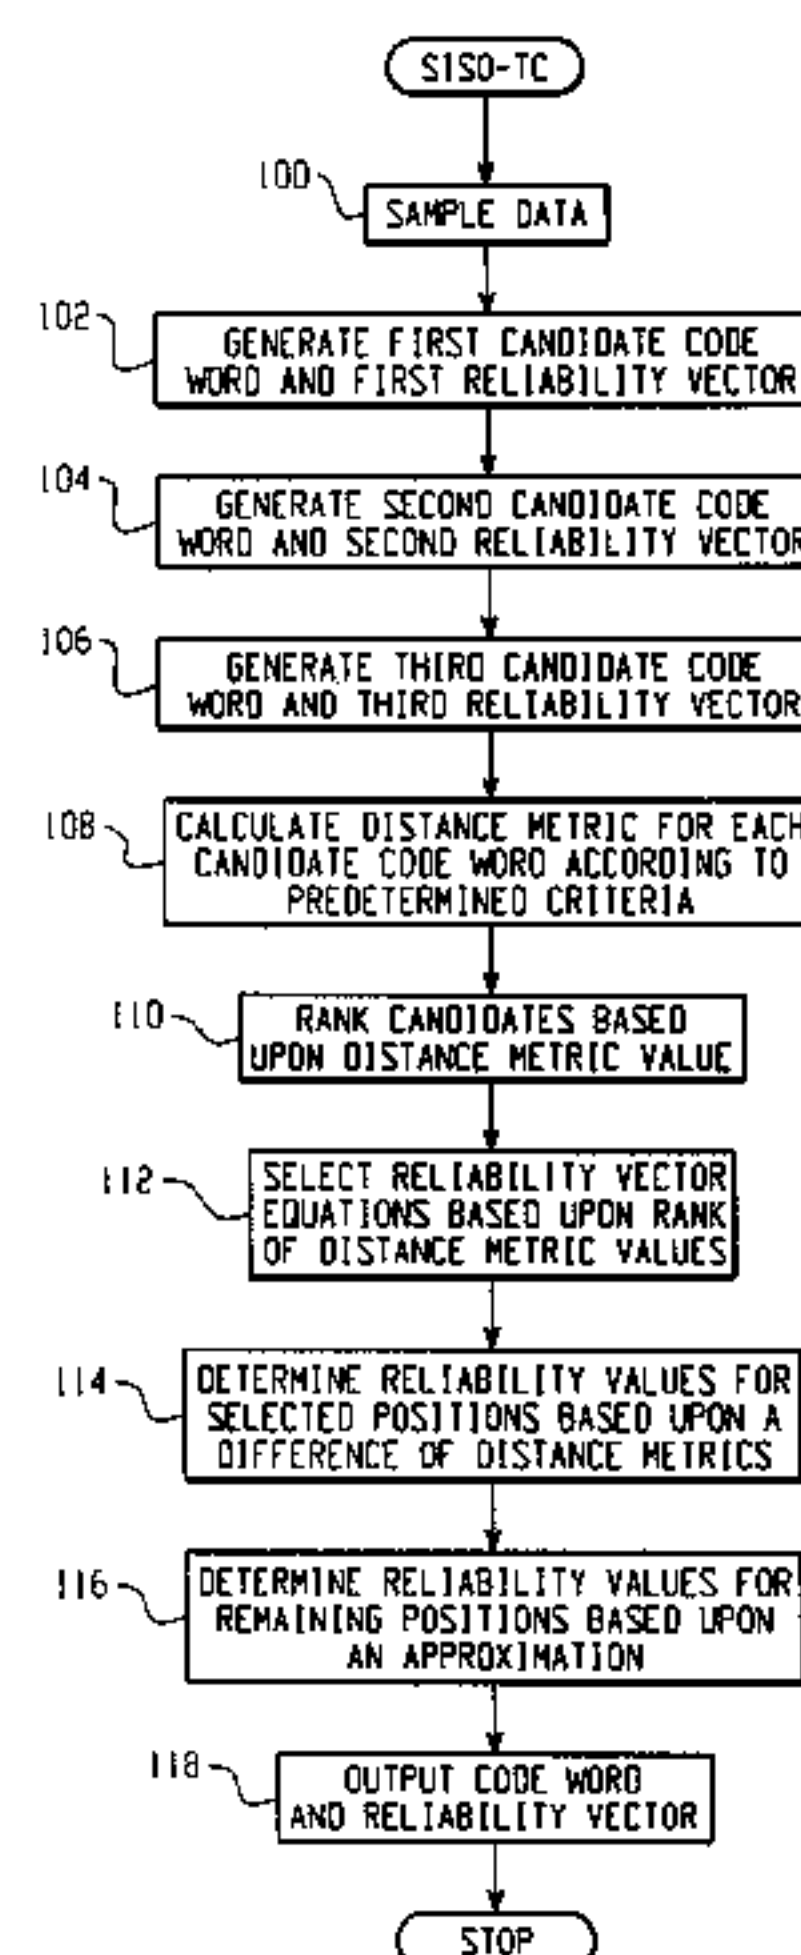 SISO-TC
100
SAMPLE DATA
102
GENERATE FIRST CANDIDATE CODE
WORD AND FIRST RELIABILITY VECTOR
104
GENERATE SECOND CANDIDATE CODE
WORD AND SECOND RELIABILITY VECTOR
106
GENERATE THIRD CANDIDATE CODE
WORD AND THIRD RELIABILITY VECTOR
108
CALCULATE DISTANCE METRIC FOR EACH
CANDIDATE CODE WORD ACCORDING TO
PREDETERMINED CRITERIA
110
RANK CANDIDATES BASED
UPON DISTANCE METRIC VALUE
112
SELECT RELIABILITY VECTOR
EQUATIONS BASED UPON RANK
OF DISTANCE METRIC VALUES
114
DETERMINE RELIABILITY VALUES FOR
SELECTED POSITIONS BASED UPON A
DIFFERENCE OF DISTANCE METRICS
116
DETERMINE RELIABILITY VALUES FOR
REMAINING POSITIONS BASED UPON
AN APPROXIMATION
118
OUTPUT CODE WORD
AND RELIABILITY VECTOR
STOP